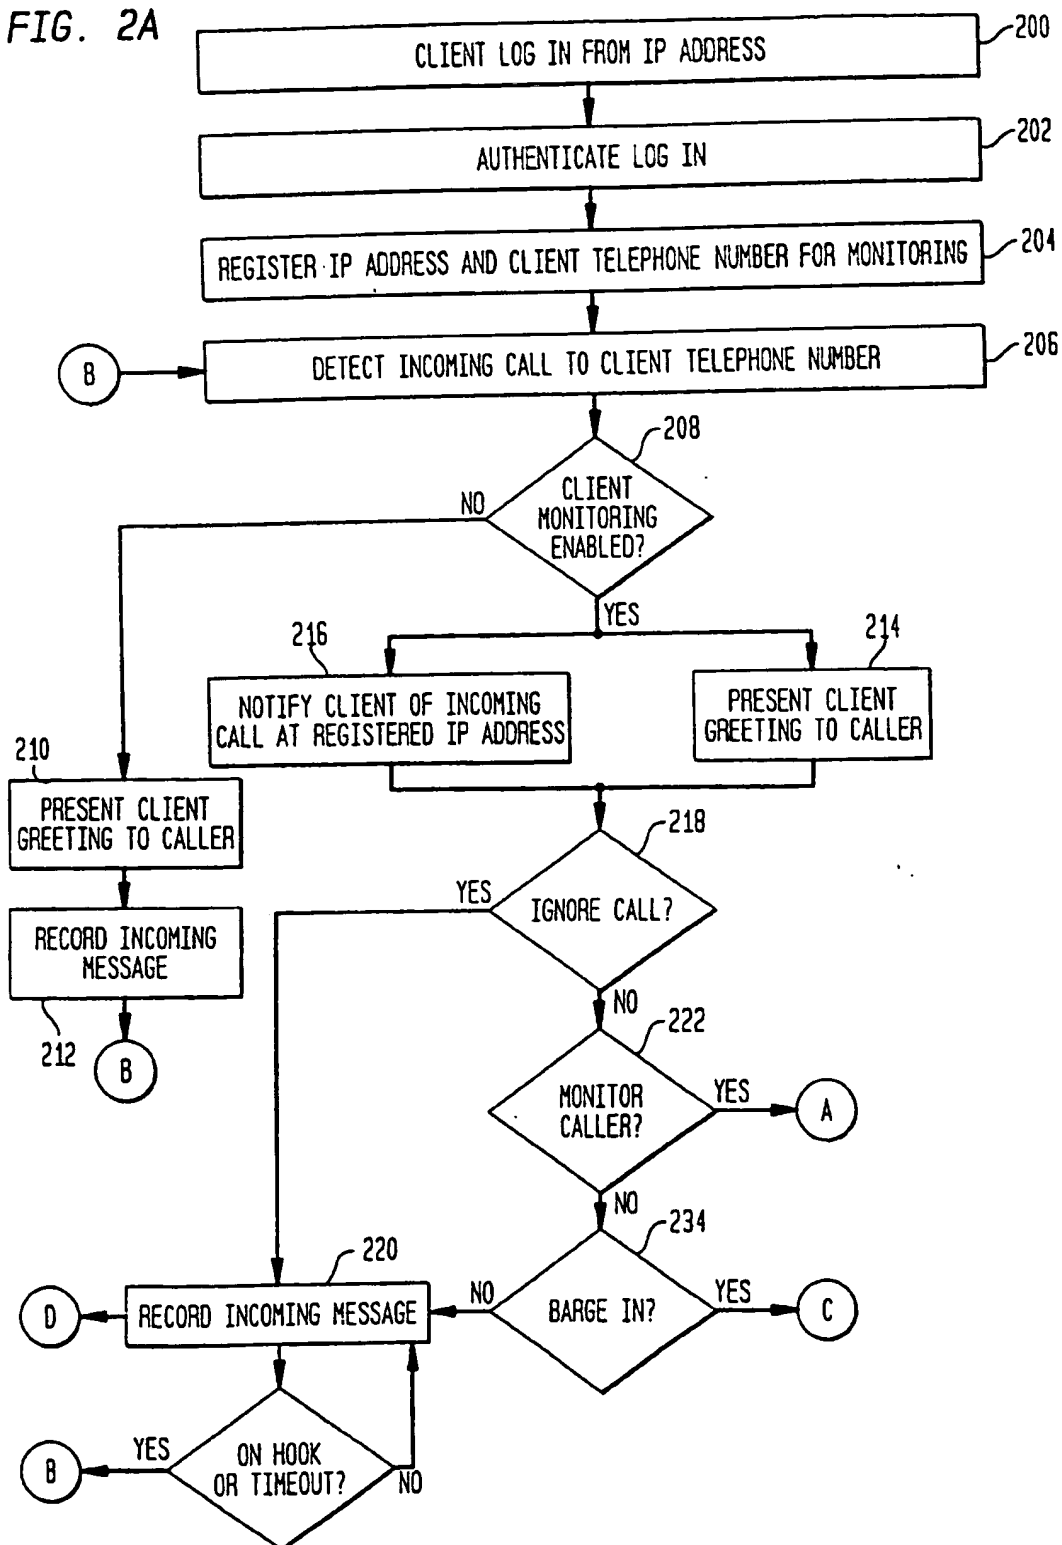 FIG. 2A
200
CLIENT LOG IN FROM IP ADDRESS
202
AUTHENTICATE LOG IN
204
REGISTER IP ADDRESS AND CLIENT TELEPHONE NUMBER FOR MONITORING
206
B
DETECT INCOMING CALL TO CLIENT TELEPHONE NUMBER
208
CLIENT
MONITORING
ENABLED?
NO
YES
216
214
NOTIFY CLIENT OF INCOMING
CALL AT REGISTERED IP ADDRESS
PRESENT CLIENT
GREETING TO CALLER
210
PRESENT CLIENT
GREETING TO CALLER
218
YES
IGNORE CALL?
RECORD INCOMING
MESSAGE
NO
212
B
222
MONITOR
CALLER?
YES
A
NO
234
220
D
RECORD INCOMING MESSAGE
NO
BARGE IN?
YES
C
B
YES
ON HOOK
OR TIMEOUT?
NO